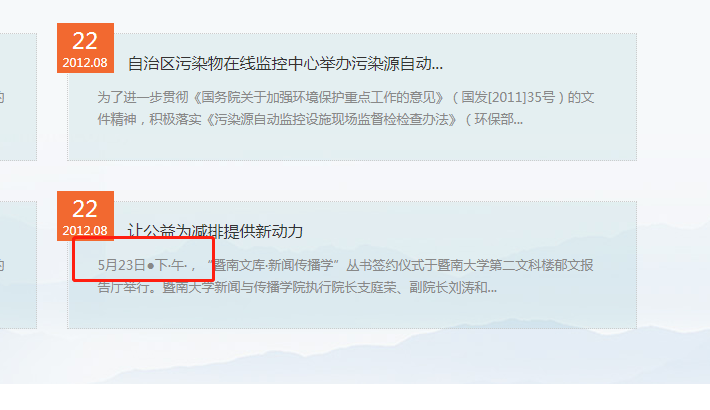 22
2012.08
自治区污染物在线监控中心举办污染源自动...
的
为了进一步贯彻《国务院关于加强环境保护重点工作的意见》（国发[2011]35号）的文
件精神，积极落实《污染源自动监控设施现场监督检检查办法》（环保部...
22
2012.08
让公益为减排提供新动力
的
5月23日●下·午·，“暨南文库·新闻传播学”丛书签约仪式于暨南大学第二文科楼郁文报
告厅举行。暨南大学新闻与传播学院执行院长支庭荣、副院长刘涛和...